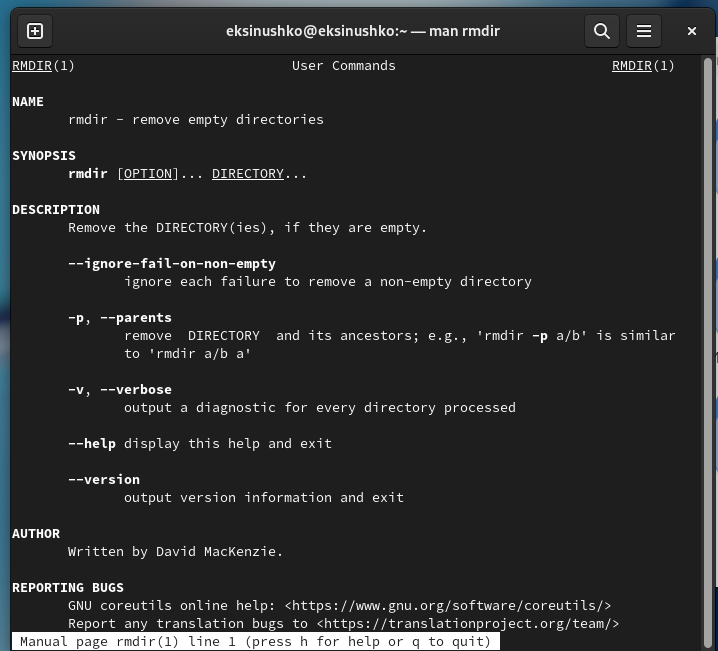 eksinushko@eksinushko:~ — man rmdir
RMDIR(1) User Commands RMDIR(1)
NAME
rmdir - remove empty directories
SYNOPSIS
rmdir [OPTION]... DIRECTORY...
DESCRIPTION
Remove the DIRECTORY(ies), if they are empty.
--ignore-fail-on-non-empty
ignore each failure to remove a non-empty directory
-p, --parents
remove  DIRECTORY  and its ancestors; e.g., 'rmdir -p a/b' is similar
to 'rmdir a/b a'
-v, --verbose
output a diagnostic for every directory processed
--help display this help and exit
--version
output version information and exit
AUTHOR
Written by David MacKenzie.
REPORTING BUGS
GNU coreutils online help: <https://www.gnu.org/software/coreutils/>
Report any translation bugs to <https://translationproject.org/team/>
Manual page rmdir(1) line 1 (press h for help or q to quit)